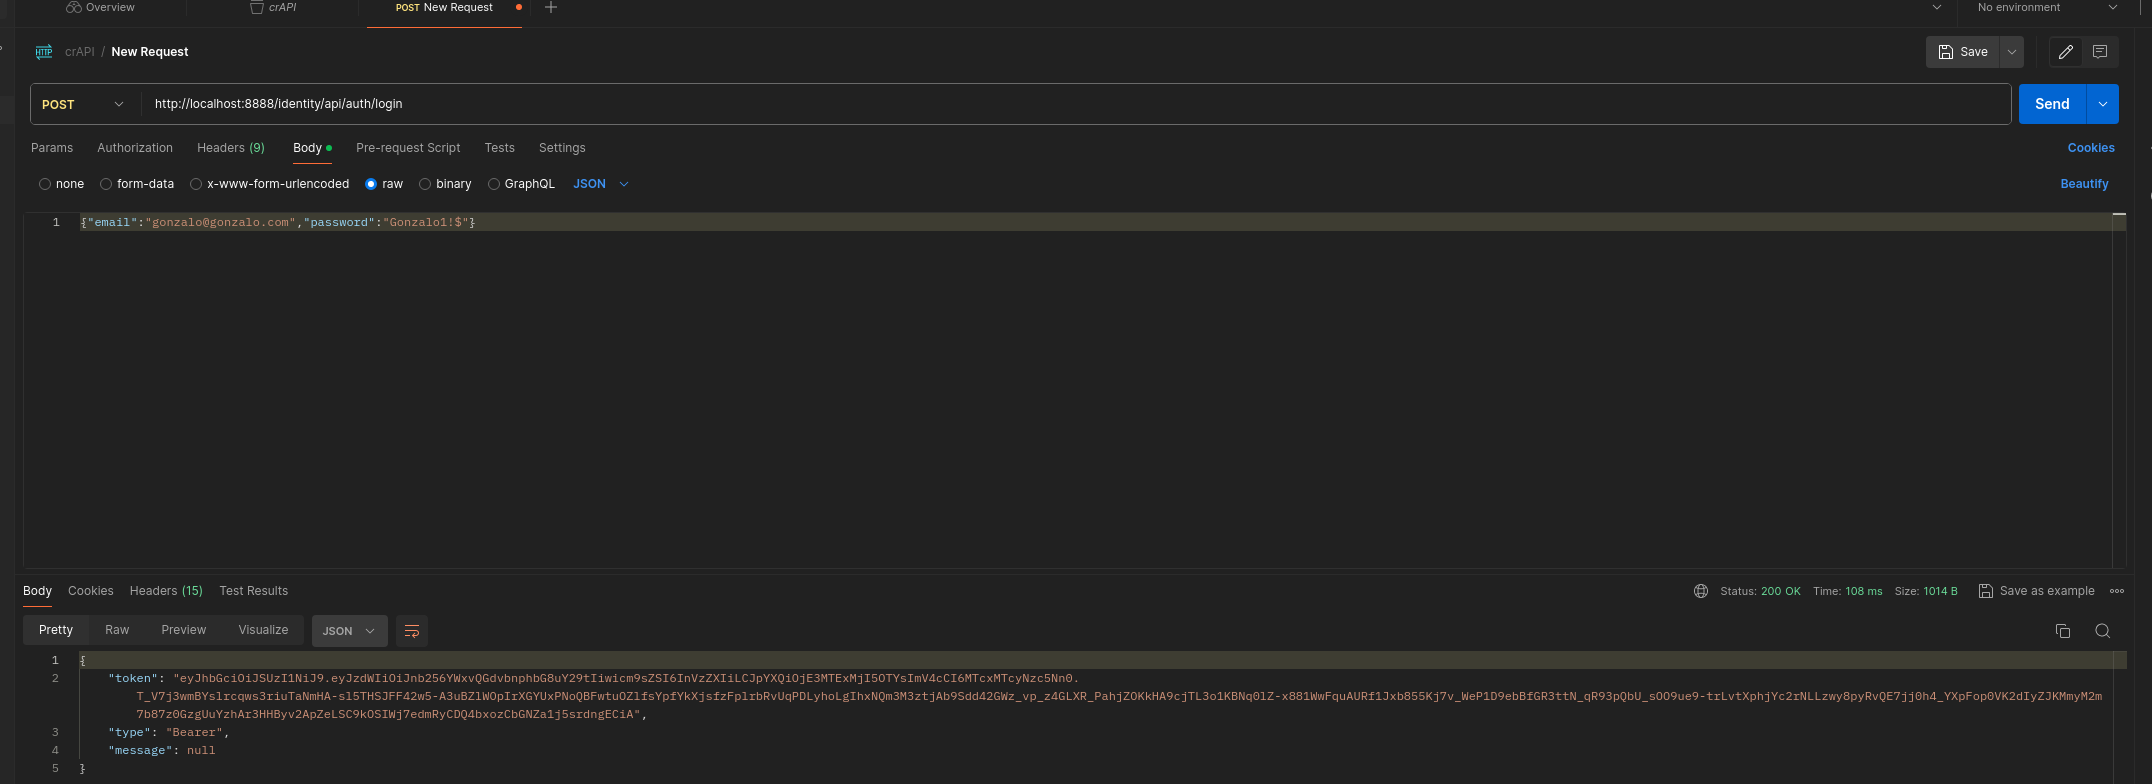 Overview crAPI POST New Request No environment
HTTP crAPI / New Request Save
POST http://localhost:8888/identity/api/auth/login Send
Params Authorization Headers (9) Body Pre-request Script Tests Settings Cookies
none form-data x-www-form-urlencoded raw binary GraphQL JSON Beautify
1 {"email":"gonzalo@gonzalo.com","password":"Gonzalo1!$"}
Body Cookies Headers (15) Test Results Status: 200 OK Time: 108 ms Size: 1014 B Save as example
Pretty Raw Preview Visualize JSON
1 {
2 "token": "eyJhbGciOiJSUzI1NiJ9.eyJzdWIiOiJnb256YWxvQGdvbnphbG8uY29tIiwicm9sZSI6InVzZXIiLCJpYXQiOjE3MTExMjI5OTYsImV4cCI6MTcxMTcyNzc5Nn0.
T_V7j3wmBYslrcqws3riuTaNmHA-sl5THSJFF42w5-A3uBZlWOpIrXGYUxPNoQBFwtuOZlfsYpfYkXjsfzFplrbRvUqPDLyhoLgIhxNQm3M3ztjAb9Sdd42GWz_vp_z4GLXR_PahjZOKkHA9cjTL3o1KBNq0lZ-x881WwFquAURf1Jxb855Kj7v_WeP1D9ebBfGR3ttN_qR93pQbU_sOO9ue9-trLvtXphjYc2rNLLzwy8pyRvQE7jj0h4_YXpFop0VK2dIyZJKMmyM2m
7b87z0GzgUuYzhAr3HHByv2ApZeLSC9kOSIWj7edmRyCDQ4bxozCbGNZa1j5srdngECiA",
3 "type": "Bearer",
4 "message": null
5 }